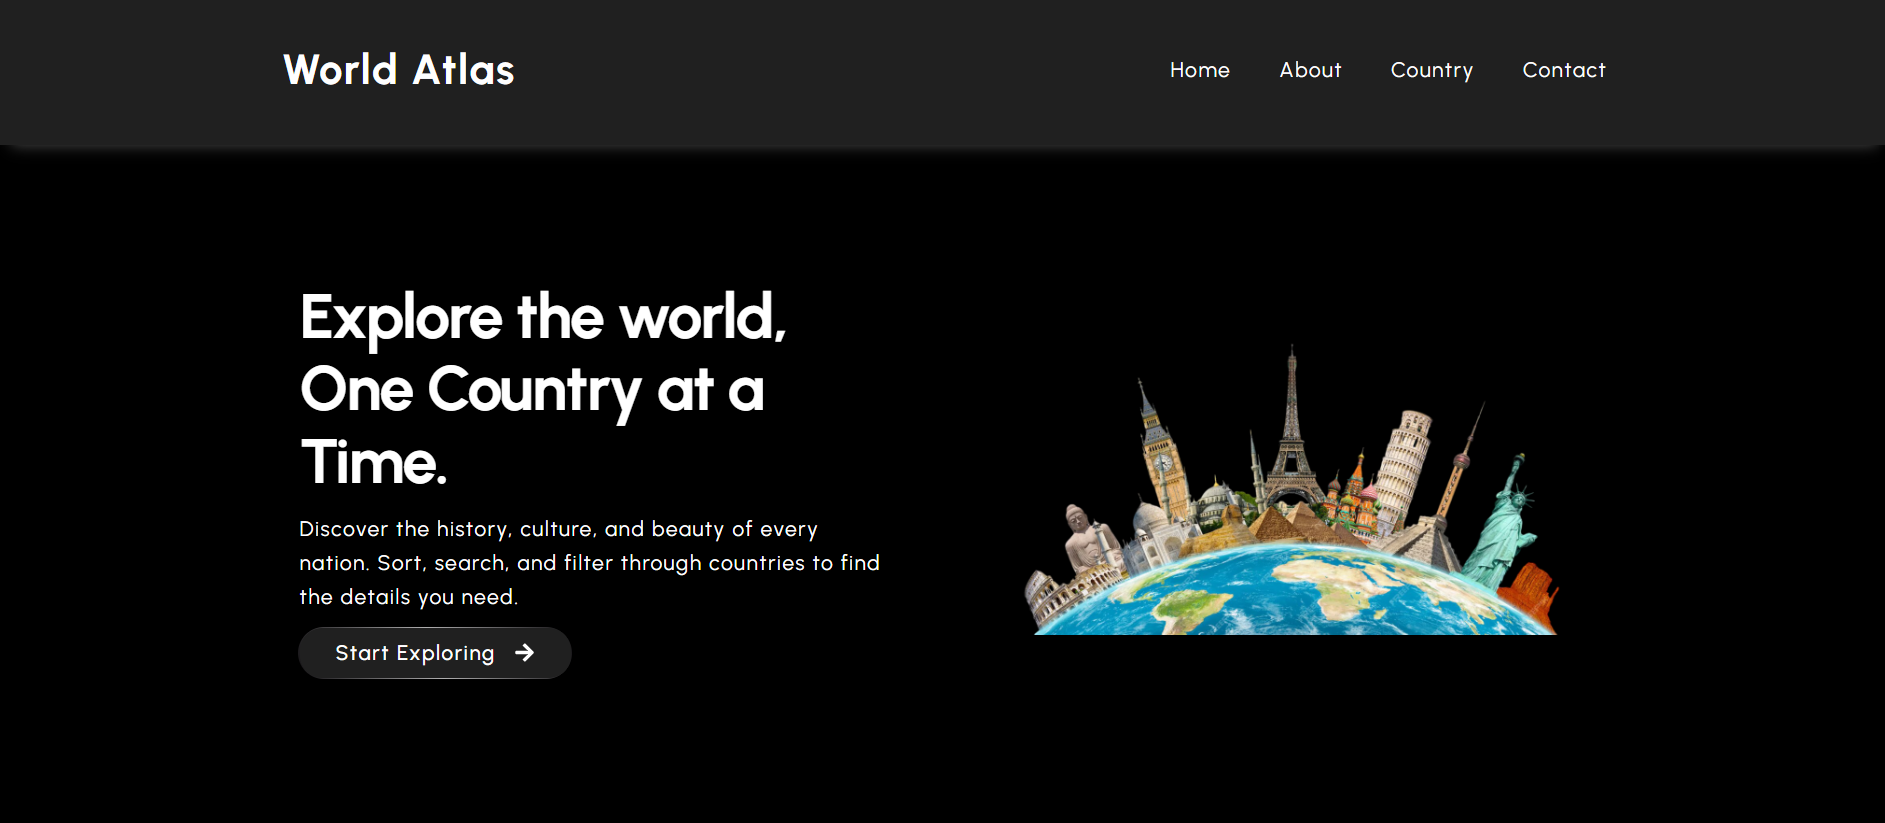 World Atlas
Home About Country Contact
Explore the world,
One Country at a
Time.
Discover the history, culture, and beauty of every
nation. Sort, search, and filter through countries to find
the details you need.
Start Exploring